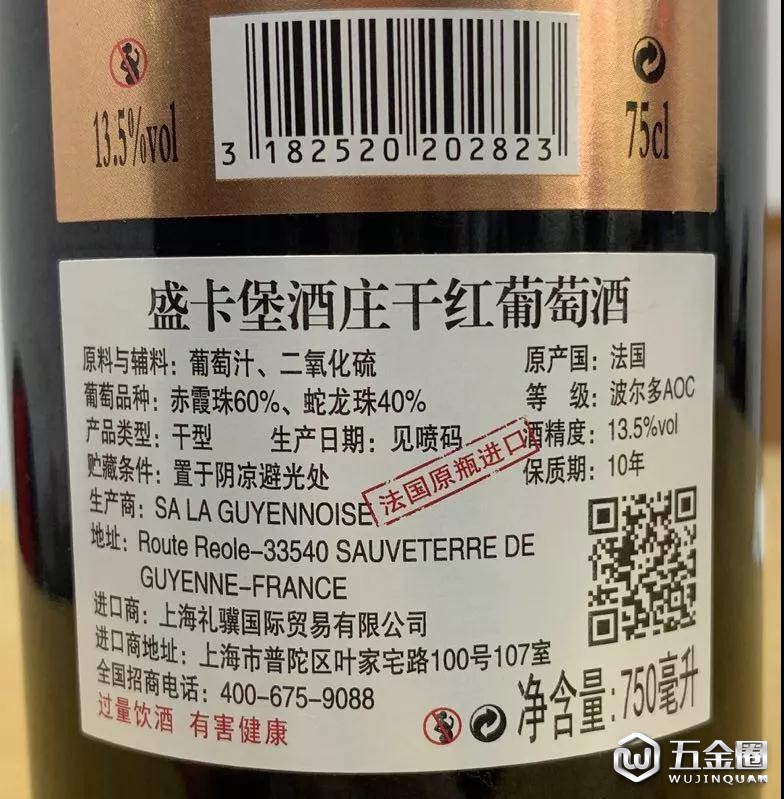 13.5%vol
3 182520 202823
75cl
盛卡堡酒庄干红葡萄酒
原料与辅料：葡萄汁、二氧化硫
原产国：法国
葡萄品种：赤霞珠60%、蛇龙珠40%
等 级：波尔多AOC
产品类型：干型 生产日期：见喷码
酒精度：13.5%vol
贮藏条件：置于阴凉避光处
保质期：10年
法国原瓶进口
生产商：SA LA GUYENNOISE
地址：Route Reole-33540 SAUVETERRE DE
GUYENNE-FRANCE
进口商：上海礼骥国际贸易有限公司
进口商地址：上海市普陀区叶家宅路100号107室
全国招商电话：400-675-9088
过量饮酒 有害健康
净含量：750毫升
五金圈
WUJINQUAN